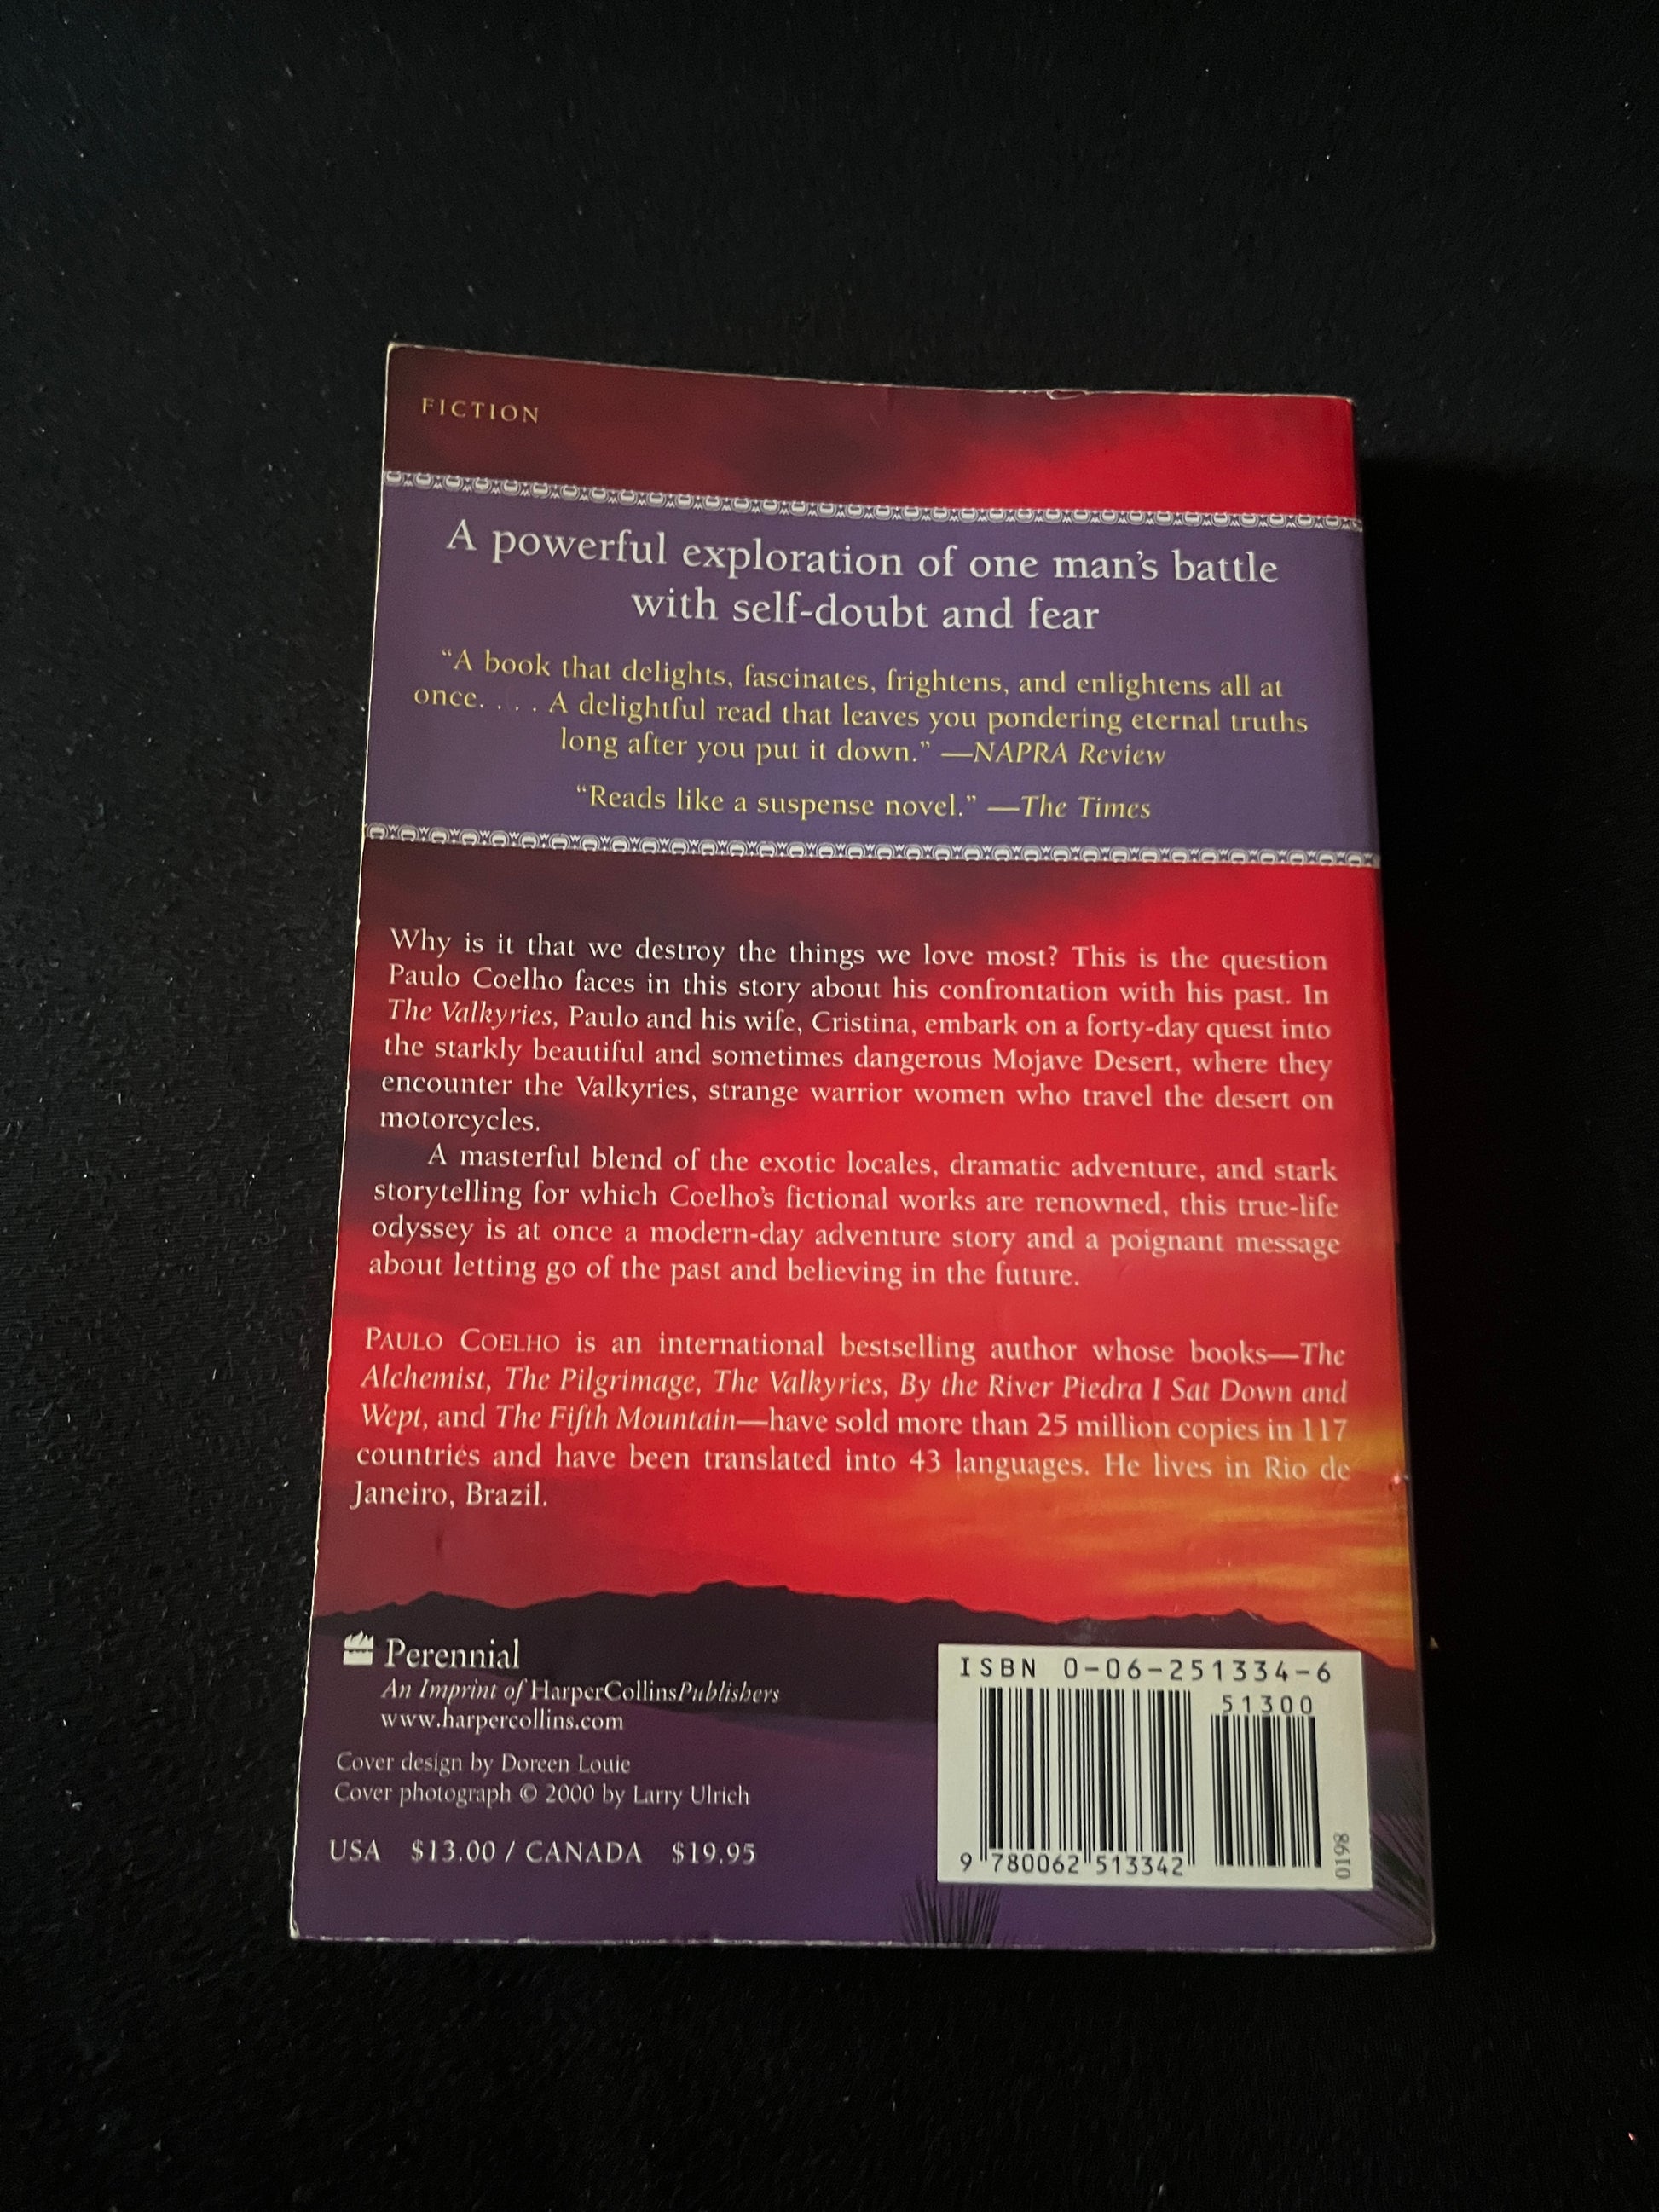 FICTION
A powerful exploration of one man's battle
with self-doubt and fear
“A book that delights, fascinates, frightens, and enlightens all at
once. . . . A delightful read that leaves you pondering eternal truths
long after you put it down.” —NAPRA Review
“Reads like a suspense novel.” —The Times
Why is it that we destroy the things we love most? This is the question
Paulo Coelho faces in this story about his confrontation with his past. In
The Valkyries, Paulo and his wife, Cristina, embark on a forty-day quest into
the starkly beautiful and sometimes dangerous Mojave Desert, where they
encounter the Valkyries, strange warrior women who travel the desert on
motorcycles.
A masterful blend of the exotic locales, dramatic adventure, and stark
storytelling for which Coelho's fictional works are renowned, this true-life
odyssey is at once a modern-day adventure story and a poignant message
about letting go of the past and believing in the future.
PAULO COELHO is an international bestselling author whose books—The
Alchemist, The Pilgrimage, The Valkyries, By the River Piedra I Sat Down and
Wept, and The Fifth Mountain—have sold more than 25 million copies in 117
countries and have been translated into 43 languages. He lives in Rio de
Janeiro, Brazil.
Perennial
An Imprint of HarperCollinsPublishers
www.harpercollins.com
Cover design by Doreen Louie
Cover photograph © 2000 by Larry Ulrich
USA $13.00 / CANADA $19.95
ISBN 0-06-251334-6
51300
9 780062 513342
0198